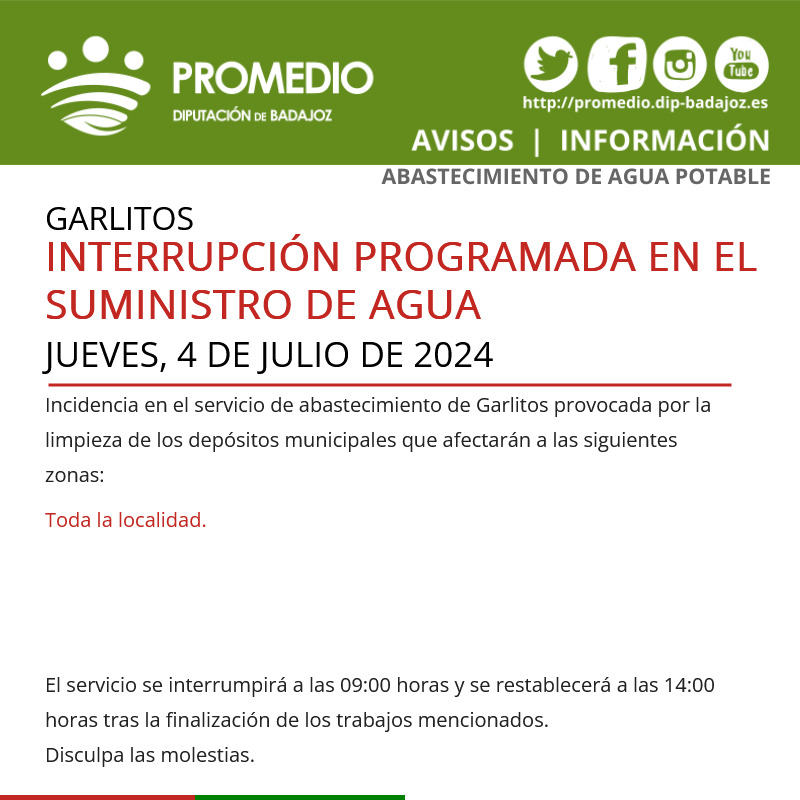 PROMEDIO
DIPUTACIÓN DE BADAJOZ
You
Tube
http://promedio.dip-badajoz.es
AVISOS | INFORMACIÓN
ABASTECIMIENTO DE AGUA POTABLE
GARLITOS
INTERRUPCIÓN PROGRAMADA EN EL
SUMINISTRO DE AGUA
JUEVES, 4 DE JULIO DE 2024
Incidencia en el servicio de abastecimiento de Garlitos provocada por la
limpieza de los depósitos municipales que afectarán a las siguientes
zonas:
Toda la localidad.
El servicio se interrumpirá a las 09:00 horas y se restablecerá a las 14:00
horas tras la finalización de los trabajos mencionados.
Disculpa las molestias.